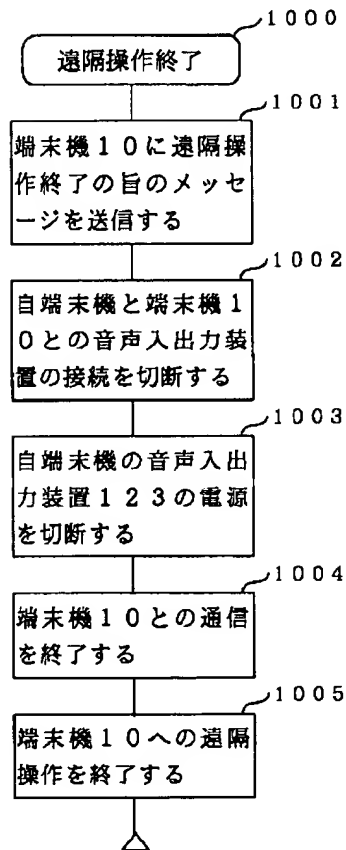 1000
遠隔操作終了
1001
端末機10に遠隔操
作終了の旨のメッセ
ージを送信する
1002
自端末機と端末機1
0との音声入出力装
置の接続を切断する
1003
自端末機の音声入出
力装置123の電源
を切断する
1004
端末機10との通信
を終了する
1005
端末機10への遠隔
操作を終了する